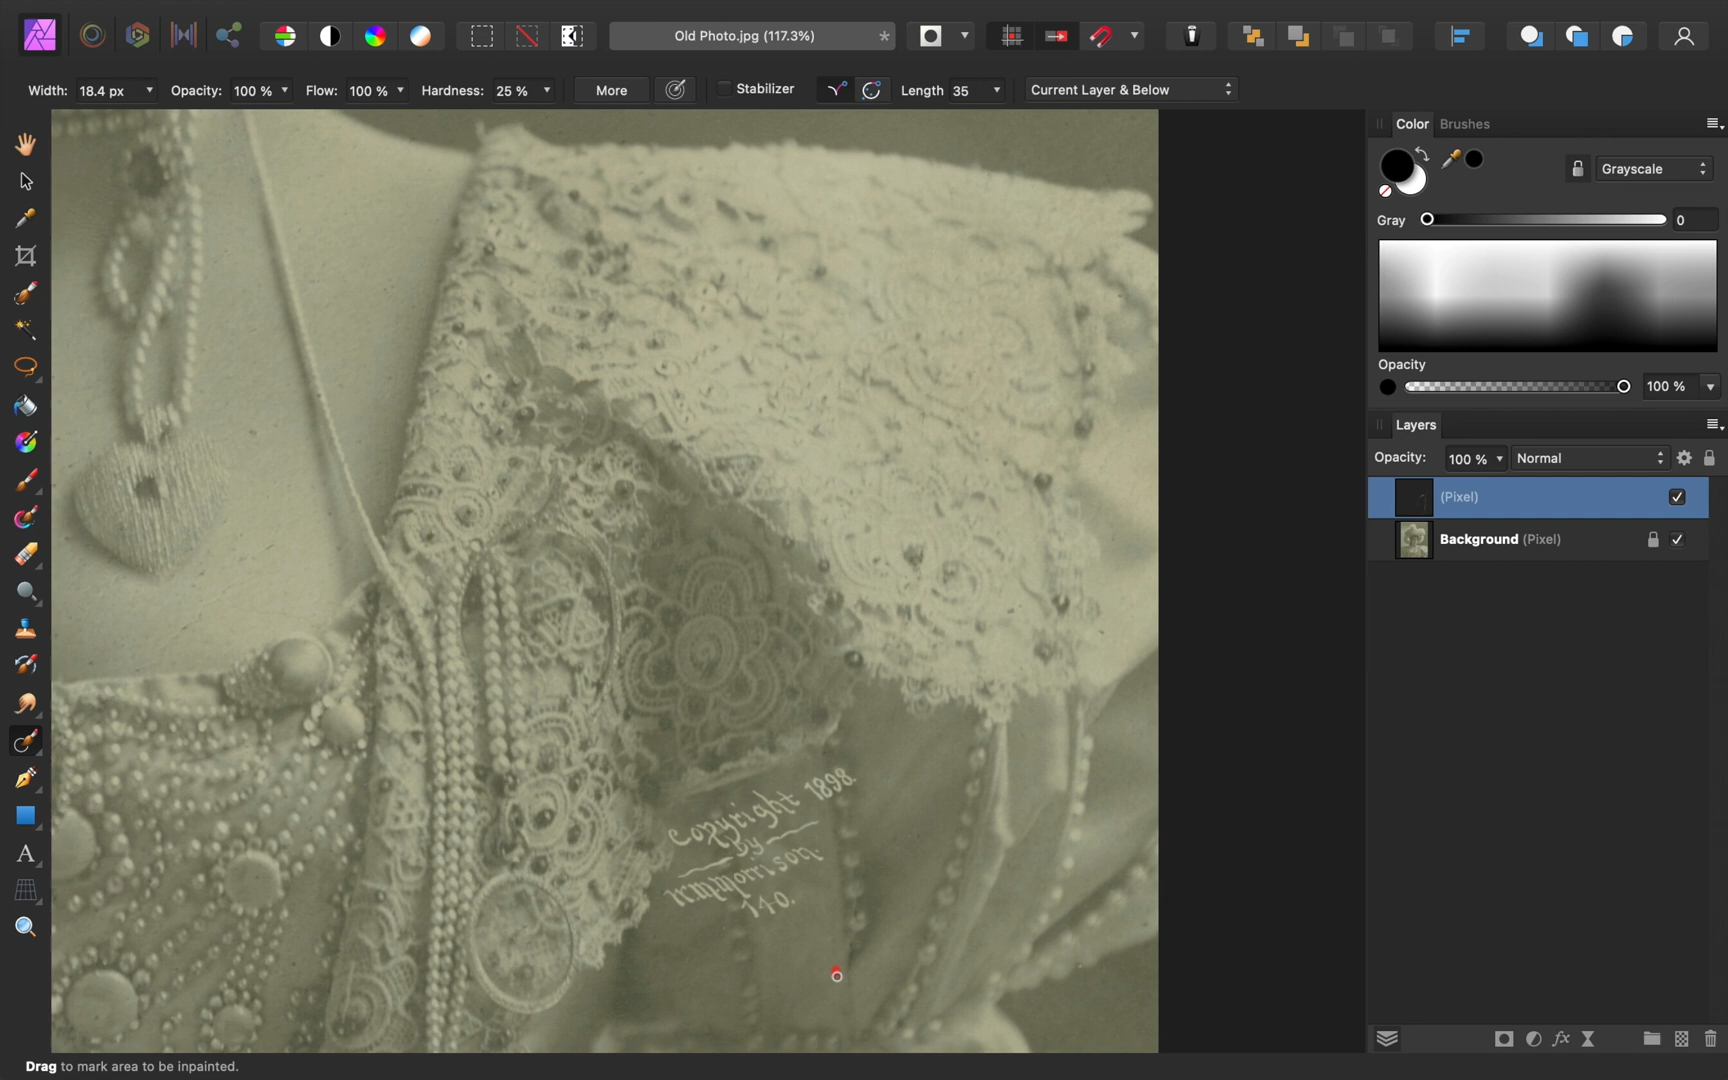 Old Photo.jpg (117.3%)
*
Width: 18.4 px
Opacity: 100 %
Flow: 100 %
Hardness: 25 %
More
Stabilizer
Length 35
Current Layer & Below
Color
Brushes
Grayscale
Gray
0
Opacity
100 %
Layers
Opacity: 100 %
Normal
(Pixel)
Background (Pixel)
Copyright 1898.
By
W.M.Morrison.
140.
A
fx
Drag to mark area to be inpainted.